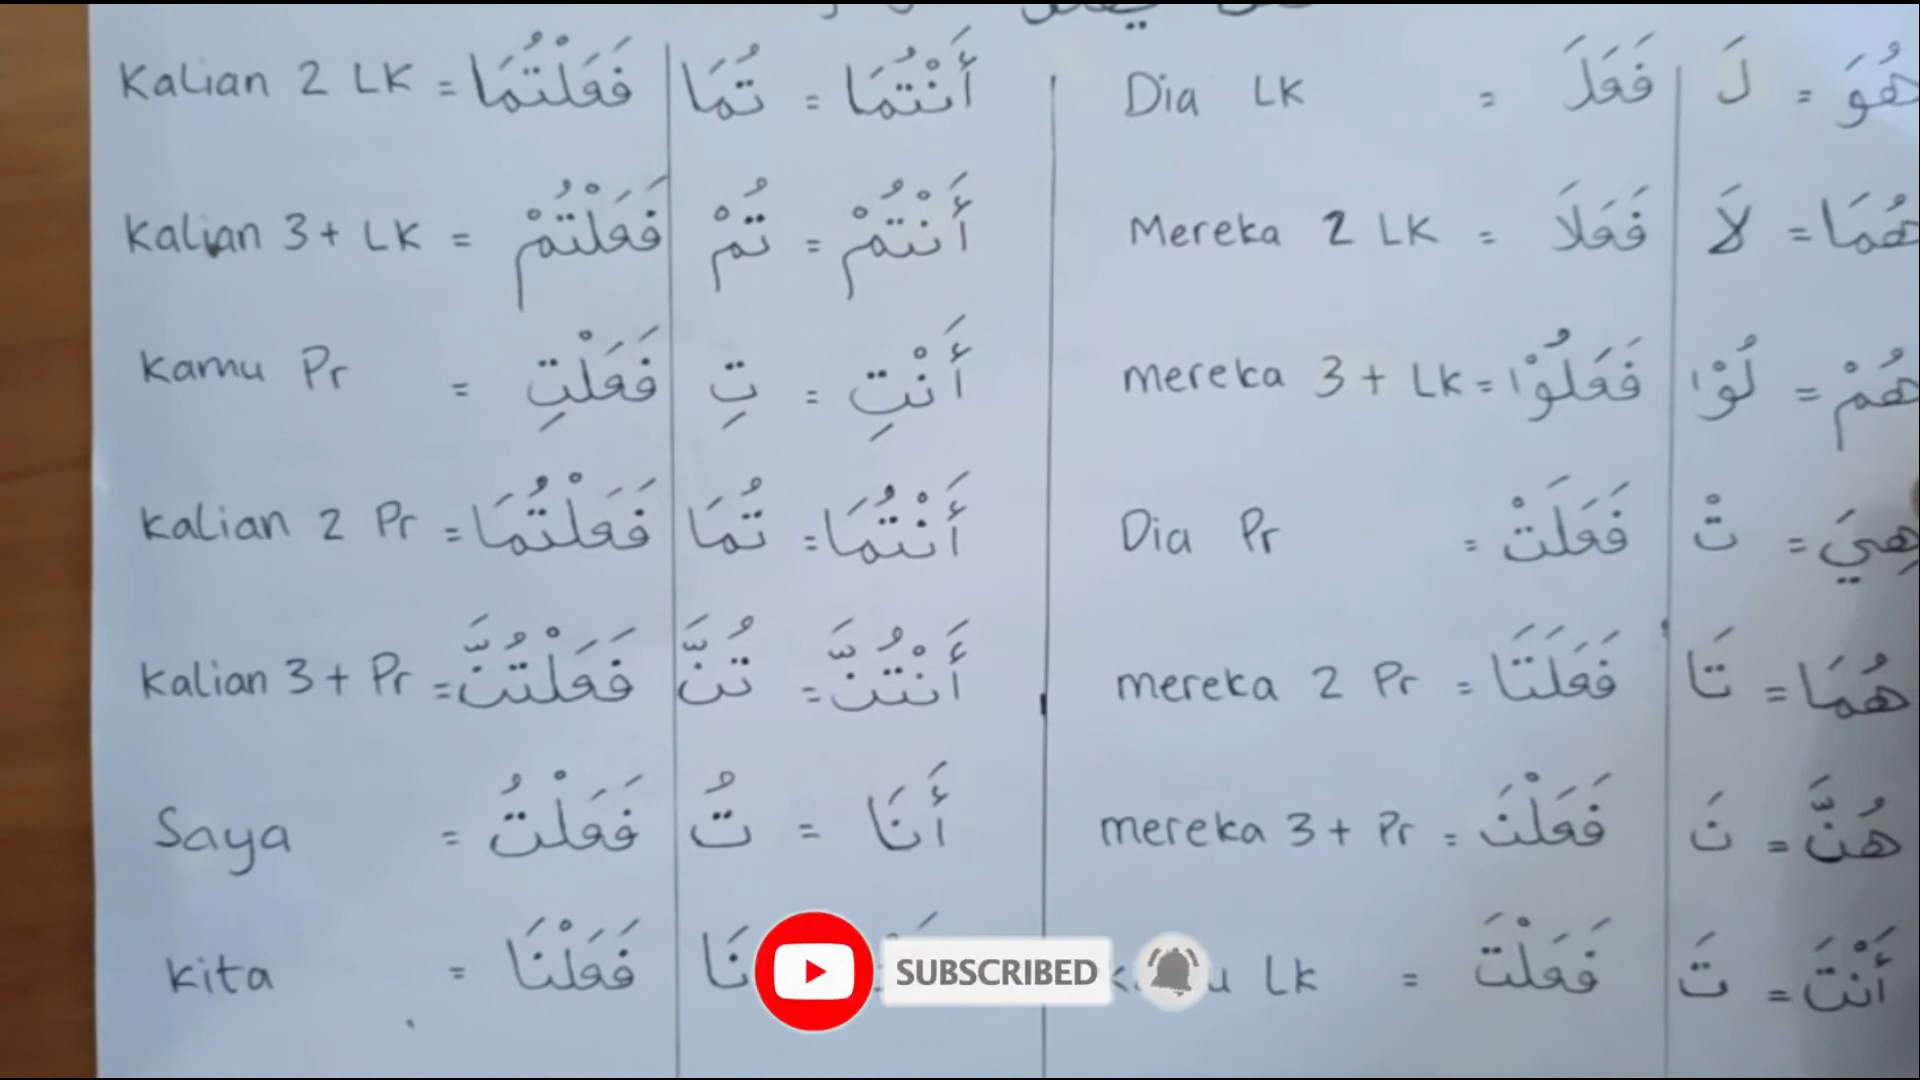 هُوَ = لَ فَعَلَ = Dia LK
هُمَا = لَا فَعَلَا = Mereka 2 LK
هُمْ = لُوْا فَعَلُوْا = mereka 3 + Lk
هِيَ = تْ فَعَلَتْ = Dia Pr
هُمَا = تَا فَعَلَتَا = mereka 2 Pr
هُنَّ = نَ فَعَلْنَ = mereka 3 + Pr
أَنْتَ = تَ فَعَلْتَ = Lk
أَنْتُمَا = تُمَا فَعَلْتُمَا = Kalian 2 LK
أَنْتُمْ = تُمْ فَعَلْتُمْ = Kalian 3 + LK
أَنْتِ = تِ فَعَلْتِ = Kamu Pr
أَنْتُمَا = تُمَا فَعَلْتُمَا = Kalian 2 Pr
أَنْتُنَّ = تُنَّ فَعَلْتُنَّ = Kalian 3 + Pr
أَنَا = تُ فَعَلْتُ = Saya
نَا فَعَلْنَا = kita
SUBSCRIBED